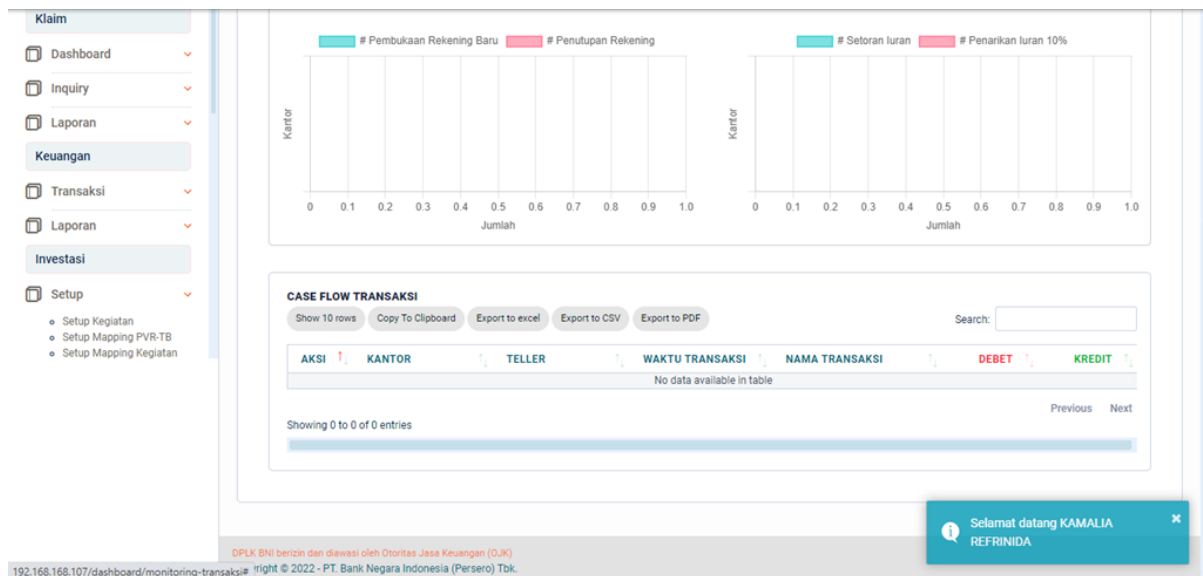 Klaim
Dashboard
Inquiry
Laporan
Keuangan
Transaksi
Laporan
Investasi
Setup
Setup Kegiatan
Setup Mapping PVR-TB
Setup Mapping Kegiatan
# Pembukaan Rekening Baru # Penutupan Rekening
Kantor
0 0.1 0.2 0.3 0.4 0.5 0.6 0.7 0.8 0.9 1.0
Jumlah
# Setoran Iuran # Penarikan Iuran 10%
Kantor
0 0.1 0.2 0.3 0.4 0.5 0.6 0.7 0.8 0.9 1.0
Jumlah
CASE FLOW TRANSAKSI
Show 10 rows Copy To Clipboard Export to excel Export to CSV Export to PDF Search:
AKSI KANTOR TELLER WAKTU TRANSAKSI NAMA TRANSAKSI DEBET KREDIT
No data available in table
Previous Next
Showing 0 to 0 of 0 entries
Selamat datang KAMALIA
REFRINIDA
×
DPLK BNI berizin dan diawasi oleh Otoritas Jasa Keuangan (OJK)
right © 2022 - PT. Bank Negara Indonesia (Persero) Tbk.
192.168.168.107/dashboard/monitoring-transaksi#